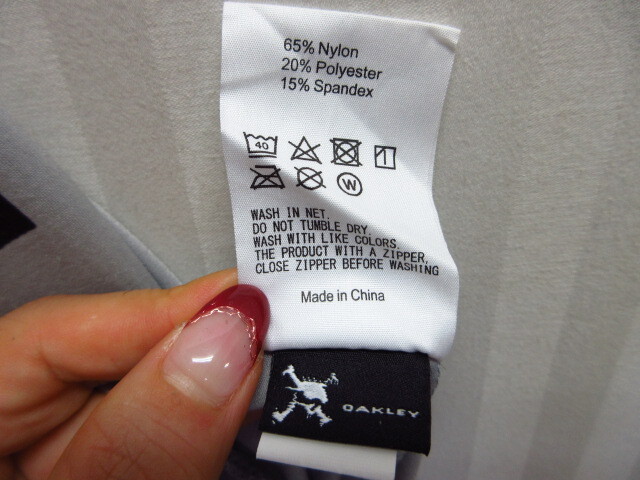 65% Nylon
20% Polyester
15% Spandex
40
W
WASH IN NET.
DO NOT TUMBLE DRY.
WASH WITH LIKE COLORS.
THE PRODUCT WITH A ZIPPER,
CLOSE ZIPPER BEFORE WASHING
Made in China
OAKLEY